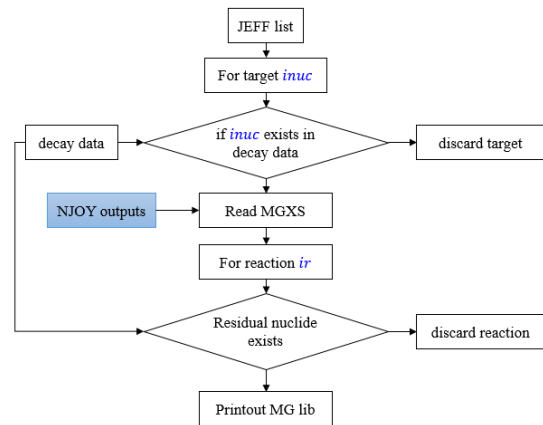 JEFF list
For target inuc
if inuc exists in
decay data
decay data
discard target
NJOY outputs
Read MGXS
For reaction ir
Residual nuclide
exists
discard reaction
Printout MG lib